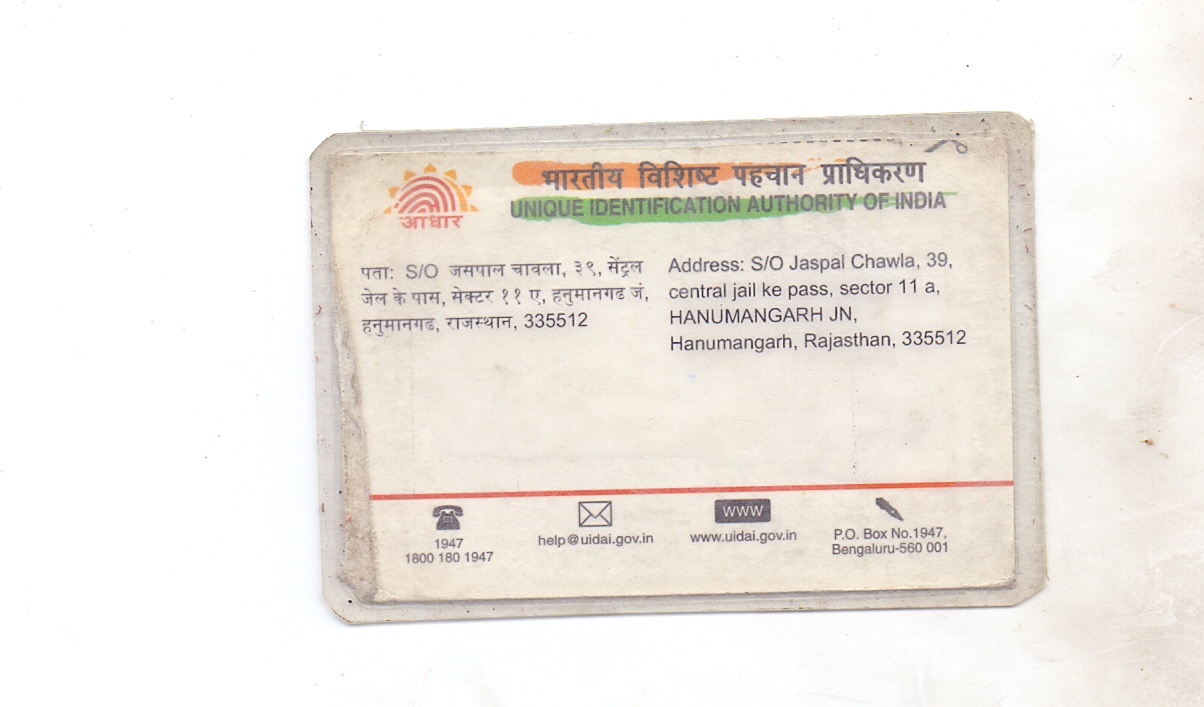 भारतीय विशिष्ट पहचान प्राधिकरण
UNIQUE IDENTIFICATION AUTHORITY OF INDIA
आधार
पता: S/O जसपाल चावला, ३९, सेंट्रल
जेल के पास, सेक्टर ११ ए, हनुमानगढ जं,
हनुमानगढ, राजस्थान, 335512
Address: S/O Jaspal Chawla, 39,
central jail ke pass, sector 11 a,
HANUMANGARH JN,
Hanumangarh, Rajasthan, 335512
1947
1800 180 1947
help@uidai.gov.in
WWW
www.uidai.gov.in
P.O. Box No.1947,
Bengaluru-560 001